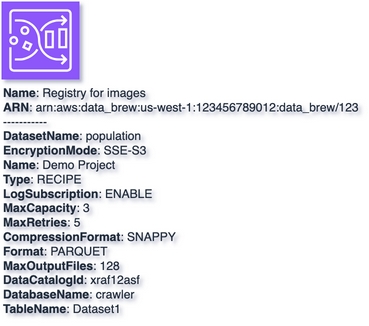 Name: Registry for images
ARN: arn:aws:data_brew:us-west-1:123456789012:data_brew/123
-----------
DatasetName: population
EncryptionMode: SSE-S3
Name: Demo Project
Type: RECIPE
LogSubscription: ENABLE
MaxCapacity: 3
MaxRetries: 5
CompressionFormat: SNAPPY
Format: PARQUET
MaxOutputFiles: 128
DataCatalogId: xraf12asf
DatabaseName: crawler
TableName: Dataset1